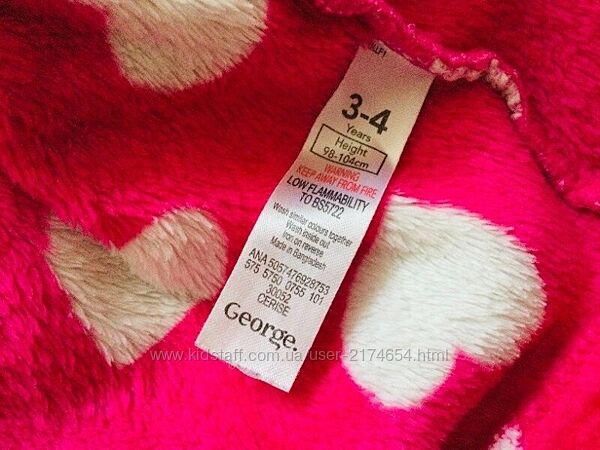 3-4
Years
Height
98-104cm
WARNING
KEEP AWAY FROM FIRE
LOW FLAMMABILITY
TO BS5722
Wash similar colours together
Wash inside out
Iron on reverse
Made in Bangladesh
ANA 5057476928753
575 5750 0755 101
30052
CERISE
George.
www.kidstaff.com.ua/user-2174654.html